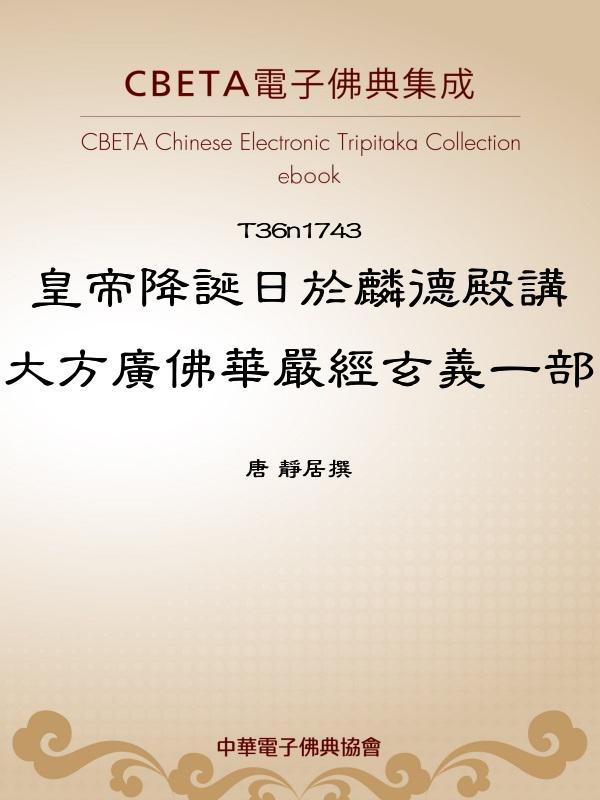 CBETA電子佛典集成
CBETA Chinese Electronic Tripitaka Collection
ebook
T36n1743
皇帝降誕日於麟德殿講
大方廣佛華嚴經玄義一部
唐 靜居撰
中華電子佛典協會